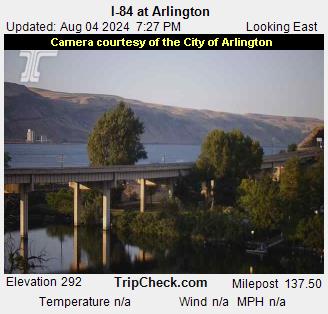 I-84 at Arlington
Updated: Aug 04 2024 7:27 PM Looking East
Camera courtesy of the City of Arlington
Elevation 292 TripCheck.com Milepost 137.50
Temperature n/a Wind n/a MPH n/a